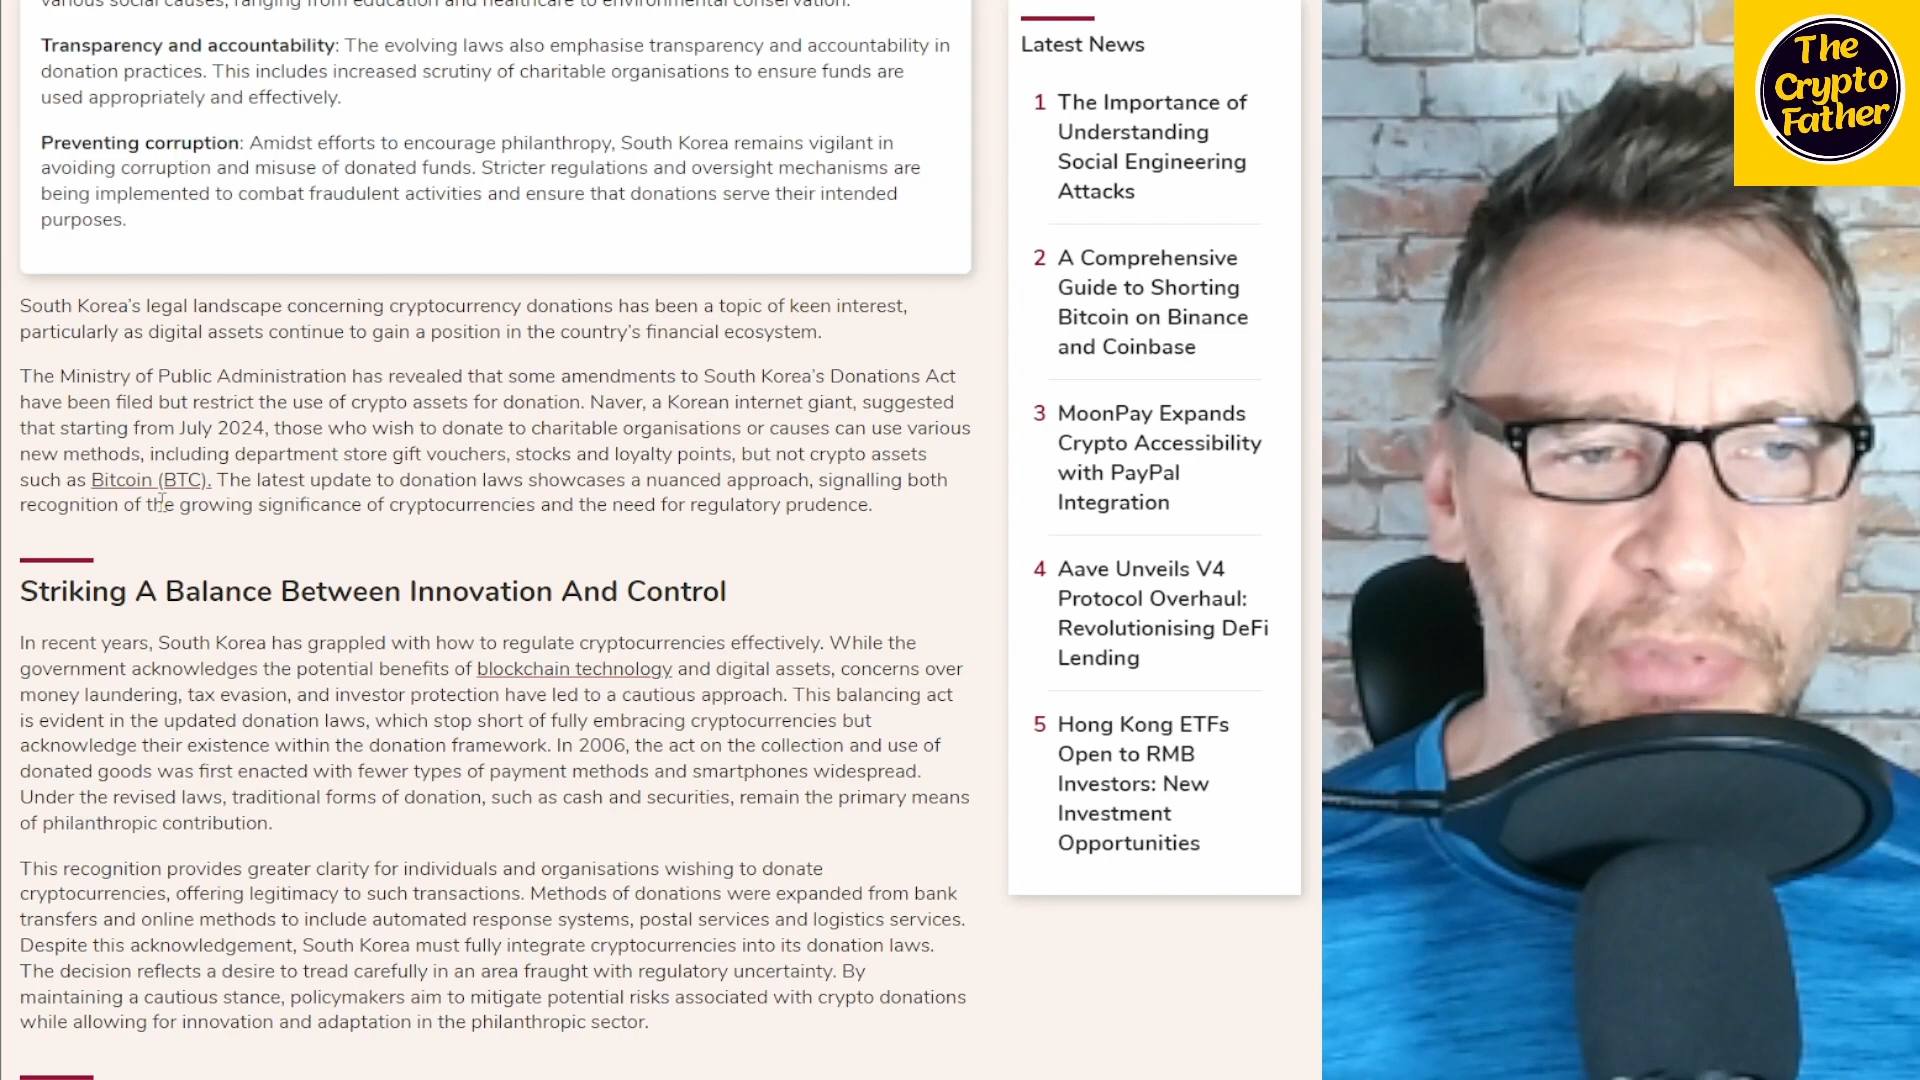 various social causes, ranging from education and healthcare to environmental conservation.
Transparency and accountability: The evolving laws also emphasise transparency and accountability in
donation practices. This includes increased scrutiny of charitable organisations to ensure funds are
used appropriately and effectively.
Preventing corruption: Amidst efforts to encourage philanthropy, South Korea remains vigilant in
avoiding corruption and misuse of donated funds. Stricter regulations and oversight mechanisms are
being implemented to combat fraudulent activities and ensure that donations serve their intended
purposes.
South Korea’s legal landscape concerning cryptocurrency donations has been a topic of keen interest,
particularly as digital assets continue to gain a position in the country’s financial ecosystem.
The Ministry of Public Administration has revealed that some amendments to South Korea’s Donations Act
have been filed but restrict the use of crypto assets for donation. Naver, a Korean internet giant, suggested
that starting from July 2024, those who wish to donate to charitable organisations or causes can use various
new methods, including department store gift vouchers, stocks and loyalty points, but not crypto assets
such as Bitcoin (BTC). The latest update to donation laws showcases a nuanced approach, signalling both
recognition of the growing significance of cryptocurrencies and the need for regulatory prudence.
Striking A Balance Between Innovation And Control
In recent years, South Korea has grappled with how to regulate cryptocurrencies effectively. While the
government acknowledges the potential benefits of blockchain technology and digital assets, concerns over
money laundering, tax evasion, and investor protection have led to a cautious approach. This balancing act
is evident in the updated donation laws, which stop short of fully embracing cryptocurrencies but
acknowledge their existence within the donation framework. In 2006, the act on the collection and use of
donated goods was first enacted with fewer types of payment methods and smartphones widespread.
Under the revised laws, traditional forms of donation, such as cash and securities, remain the primary means
of philanthropic contribution.
This recognition provides greater clarity for individuals and organisations wishing to donate
cryptocurrencies, offering legitimacy to such transactions. Methods of donations were expanded from bank
transfers and online methods to include automated response systems, postal services and logistics services.
Despite this acknowledgement, South Korea must fully integrate cryptocurrencies into its donation laws.
The decision reflects a desire to tread carefully in an area fraught with regulatory uncertainty. By
maintaining a cautious stance, policymakers aim to mitigate potential risks associated with crypto donations
while allowing for innovation and adaptation in the philanthropic sector.
Latest News
1 The Importance of
Understanding
Social Engineering
Attacks
2 A Comprehensive
Guide to Shorting
Bitcoin on Binance
and Coinbase
3 MoonPay Expands
Crypto Accessibility
with PayPal
Integration
4 Aave Unveils V4
Protocol Overhaul:
Revolutionising DeFi
Lending
5 Hong Kong ETFs
Open to RMB
Investors: New
Investment
Opportunities
The
Crypto
Father